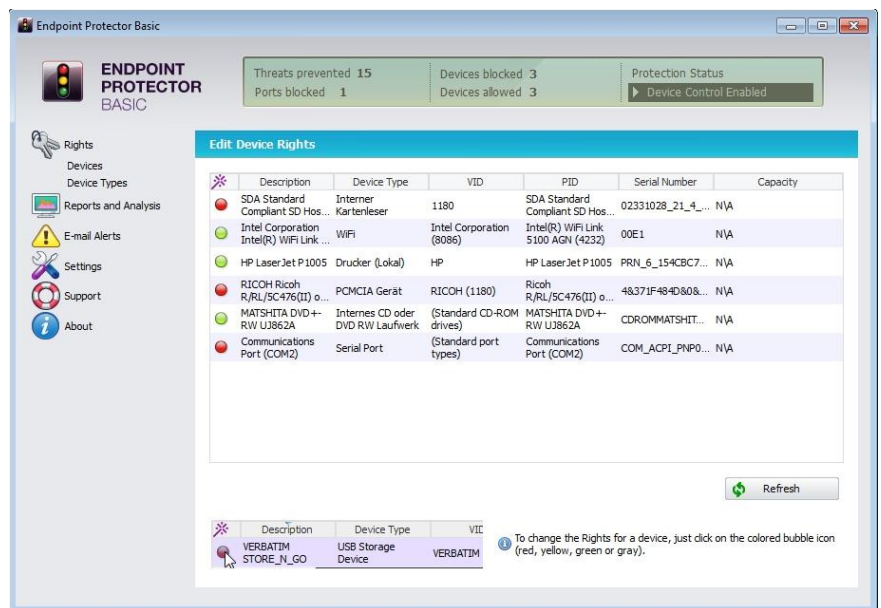 Endpoint Protector Basic
ENDPOINT
PROTECTOR
BASIC
Threats prevented 15
Ports blocked 1
Devices blocked 3
Devices allowed 3
Protection Status
Device Control Enabled
Rights
Devices
Device Types
Reports and Analysis
E-mail Alerts
Settings
Support
About
Edit Device Rights
Description Device Type VID PID Serial Number Capacity
SDA Standard Compliant SD Hos... Interner Kartenleser 1180 SDA Standard Compliant SD Hos... 02331028_21_4_... N\A
Intel Corporation Intel(R) WiFi Link ... WiFi Intel Corporation (8086) Intel(R) WiFi Link 5100 AGN (4232) 00E1 N\A
HP LaserJet P1005 Drucker (Lokal) HP HP LaserJet P1005 PRN_6_154CBC7... N\A
RICOH Ricoh R/RL/5C476(II) o... PCMCIA Gerät RICOH (1180) Ricoh R/RL/5C476(II) o... 4&371F484D&0&... N\A
MATSHITA DVD+-RW UJ862A Internes CD oder DVD RW Laufwerk (Standard CD-ROM drives) MATSHITA DVD+-RW UJ862A CDROMMATSHIT... N\A
Communications Port (COM2) Serial Port (Standard port types) Communications Port (COM2) COM_ACPI_PNP0... N\A
Refresh
Description Device Type VID
VERBATIM STORE_N_GO USB Storage Device VERBATIM
To change the Rights for a device, just click on the colored bubble icon
(red, yellow, green or gray).